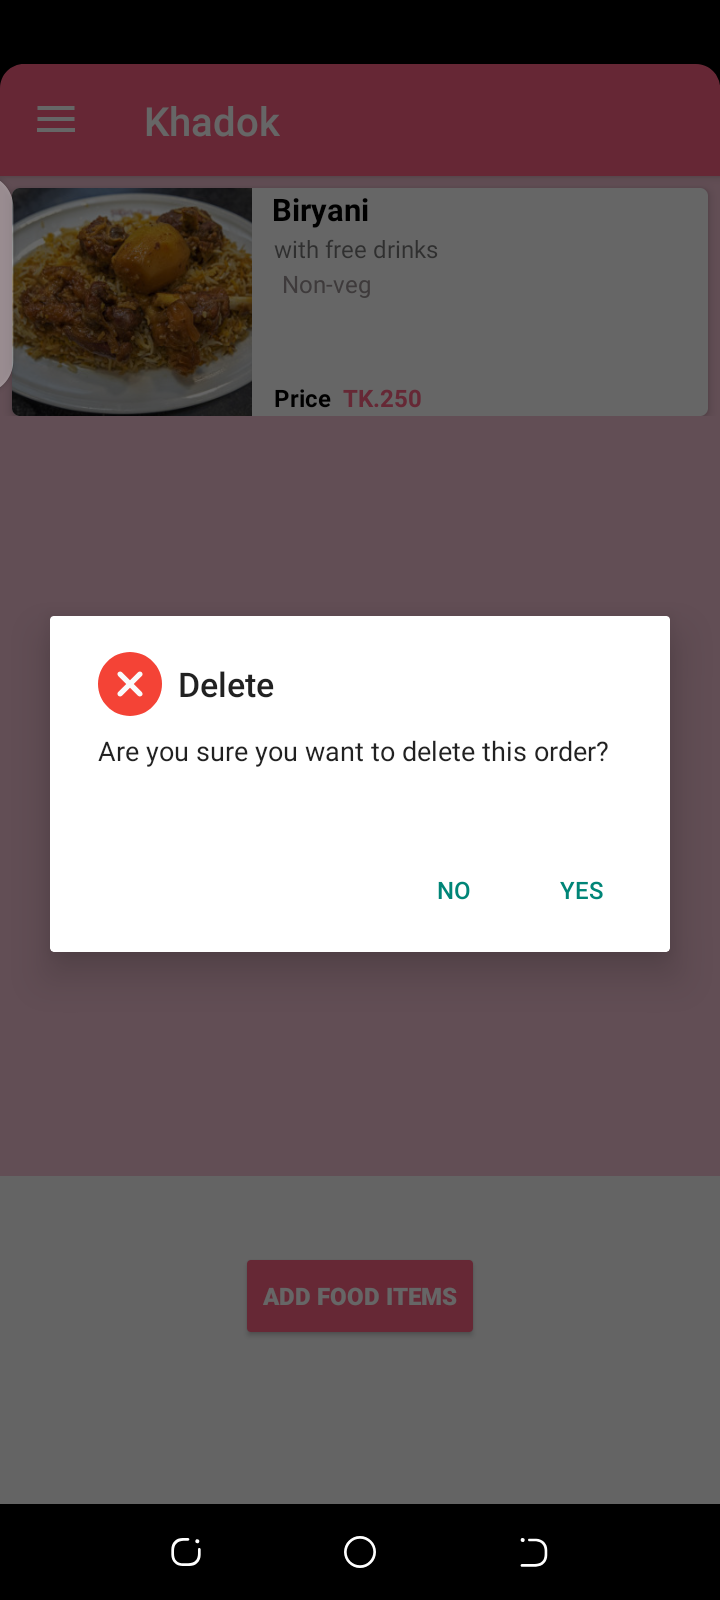 Khadok
Biryani
with free drinks
Non-veg
Price TK.250
Delete
Are you sure you want to delete this order?
NO YES
ADD FOOD ITEMS